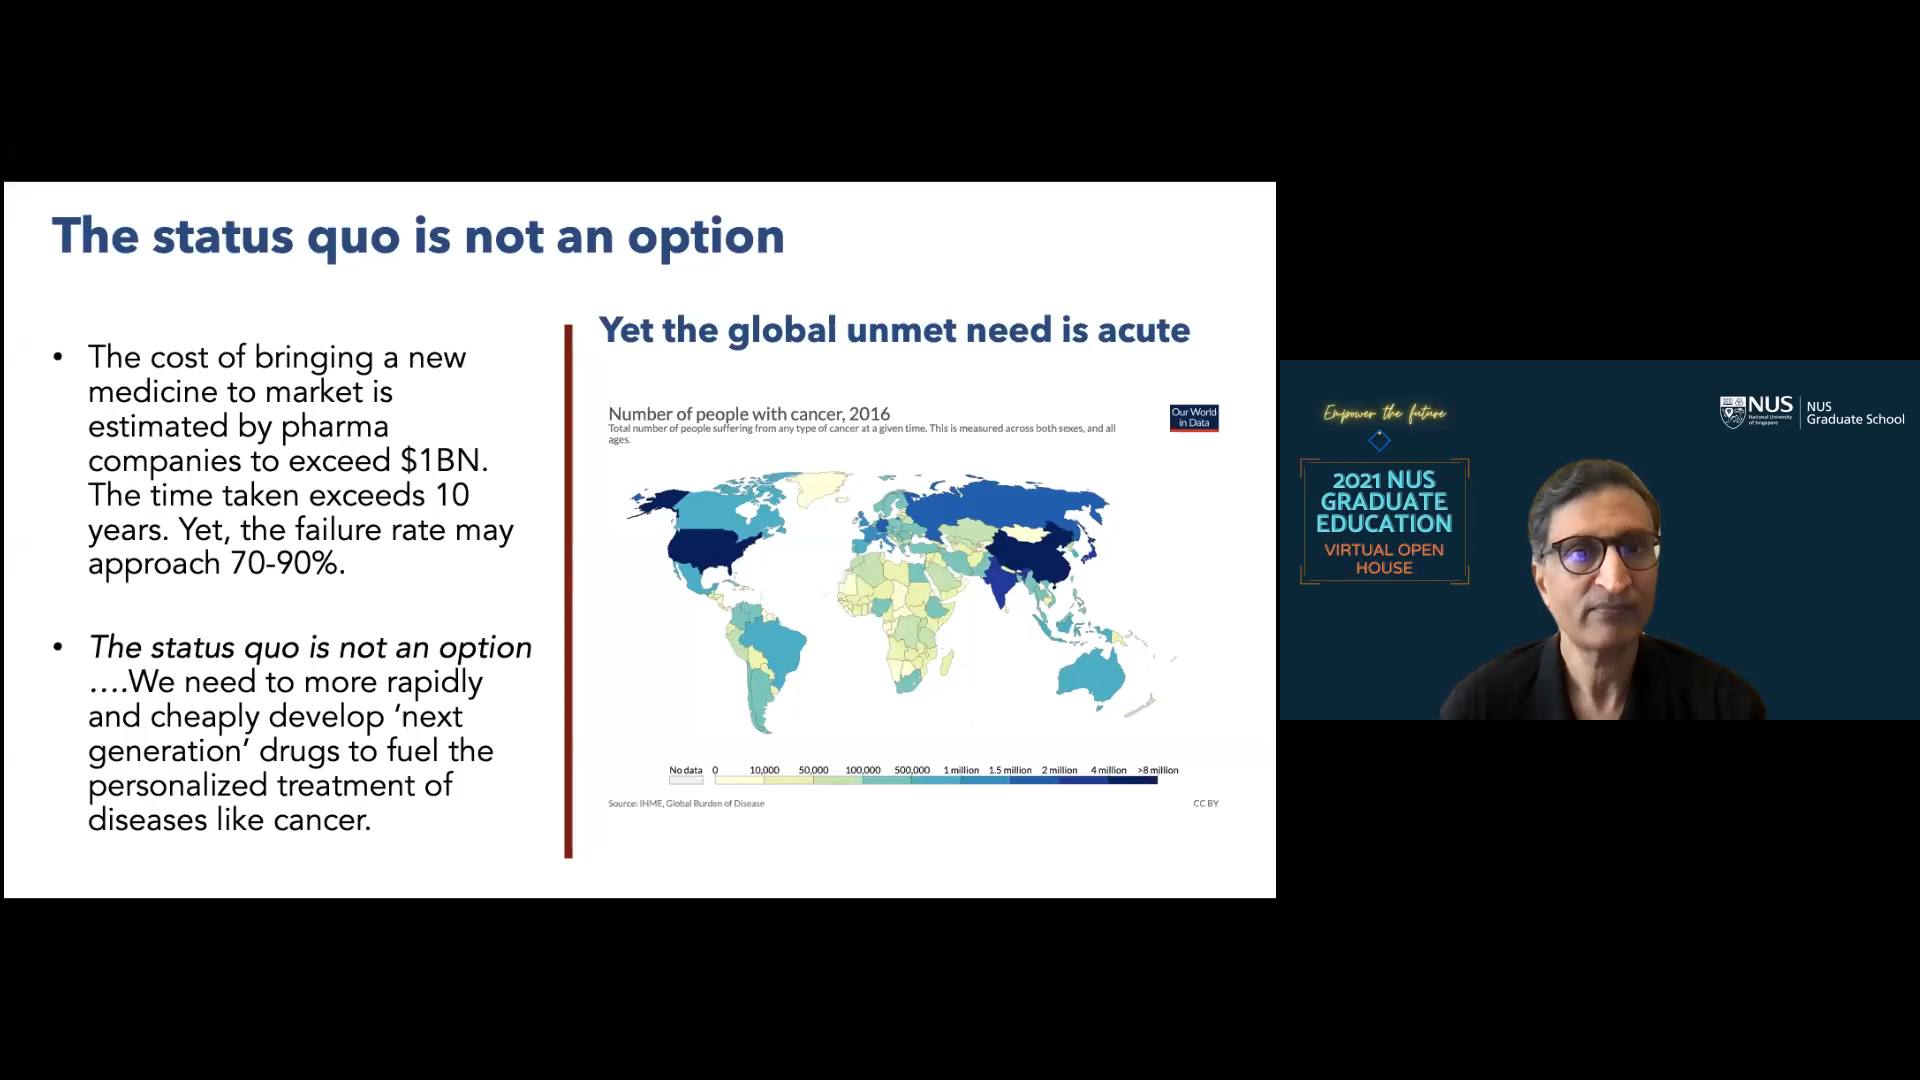 The status quo is not an option
• The cost of bringing a new
medicine to market is
estimated by pharma
companies to exceed $1BN.
The time taken exceeds 10
years. Yet, the failure rate may
approach 70-90%.
• The status quo is not an option
....We need to more rapidly
and cheaply develop ‘next
generation’ drugs to fuel the
personalized treatment of
diseases like cancer.
Yet the global unmet need is acute
Number of people with cancer, 2016
Total number of people suffering from any type of cancer at a given time. This is measured across both sexes, and all
ages.
Our World
in Data
No data 0 10,000 50,000 100,000 500,000 1 million 1.5 million 2 million 4 million >8 million
Source: IHME, Global Burden of Disease
CC BY
Empower the future
2021 NUS
GRADUATE
EDUCATION
VIRTUAL OPEN
HOUSE
NUS
National University
of Singapore
NUS
Graduate School